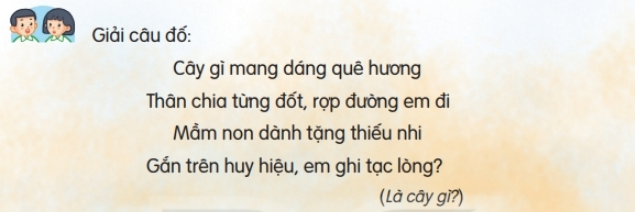 Giải câu đố:
Cây gì mang dáng quê hương
Thân chia từng đốt, rợp đường em đi
Mầm non dành tặng thiếu nhi
Gắn trên huy hiệu, em ghi tạc lòng?
(Là cây gì?)